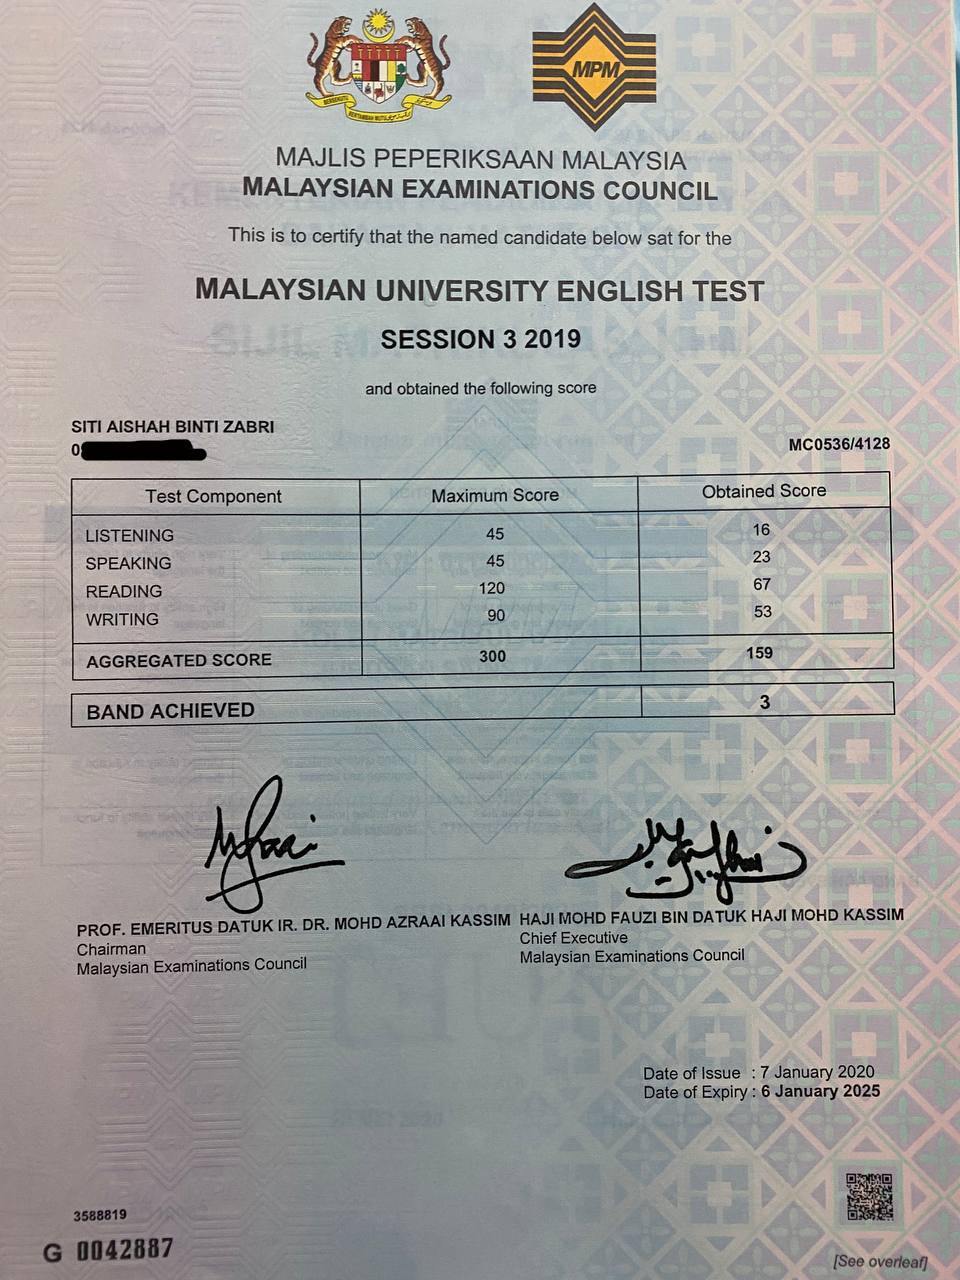 BERSEKUTU BERTAMBAH MUTU
MPM
MAJLIS PEPERIKSAAN MALAYSIA
MALAYSIAN EXAMINATIONS COUNCIL
This is to certify that the named candidate below sat for the
MALAYSIAN UNIVERSITY ENGLISH TEST
SESSION 3 2019
and obtained the following score
SITI AISHAH BINTI ZABRI
0
MC0536/4128
Test Component Maximum Score Obtained Score
LISTENING 45 16
SPEAKING 45 23
READING 120 67
WRITING 90 53
AGGREGATED SCORE 300 159
BAND ACHIEVED 3
PROF. EMERITUS DATUK IR. DR. MOHD AZRAAI KASSIM
Chairman
Malaysian Examinations Council
HAJI MOHD FAUZI BIN DATUK HAJI MOHD KASSIM
Chief Executive
Malaysian Examinations Council
Date of Issue : 7 January 2020
Date of Expiry : 6 January 2025
3588819
G 0042887
[See overleaf]